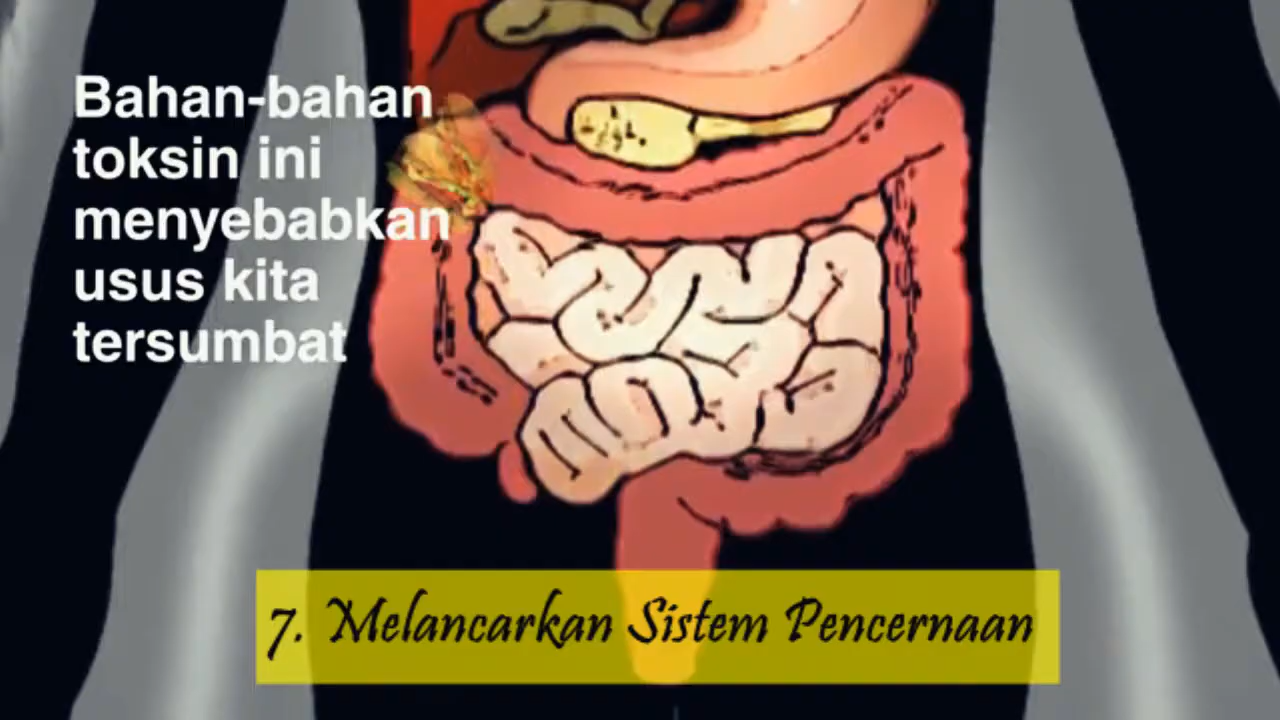 Bahan-bahan
toksin ini
menyebabkan
usus kita
tersumbat
7. Melancarkan Sistem Pencernaan